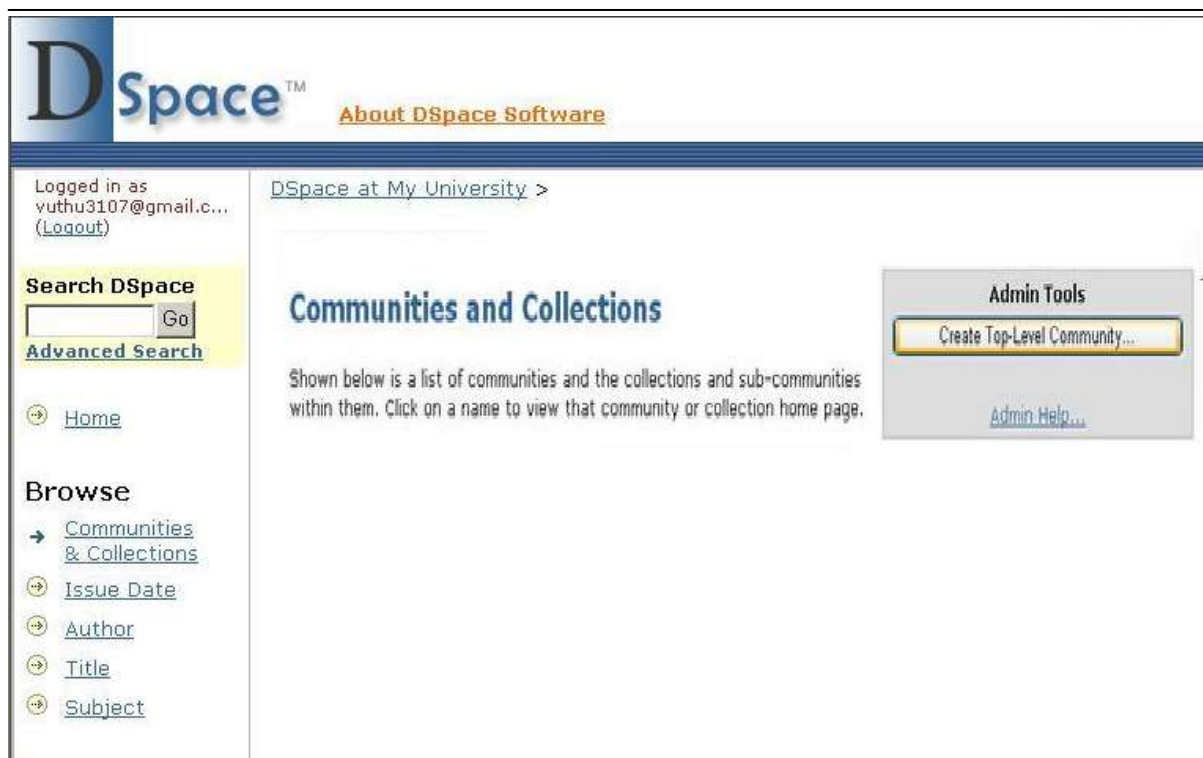 DSpace™
About DSpace Software
Logged in as
vuthu3107@gmail.c...
(Logout)
Search DSpace
Go
Advanced Search
Home
Browse
Communities
& Collections
Issue Date
Author
Title
Subject
DSpace at My University >
Communities and Collections
Shown below is a list of communities and the collections and sub-communities
within them. Click on a name to view that community or collection home page.
Admin Tools
Create Top-Level Community...
Admin Help...